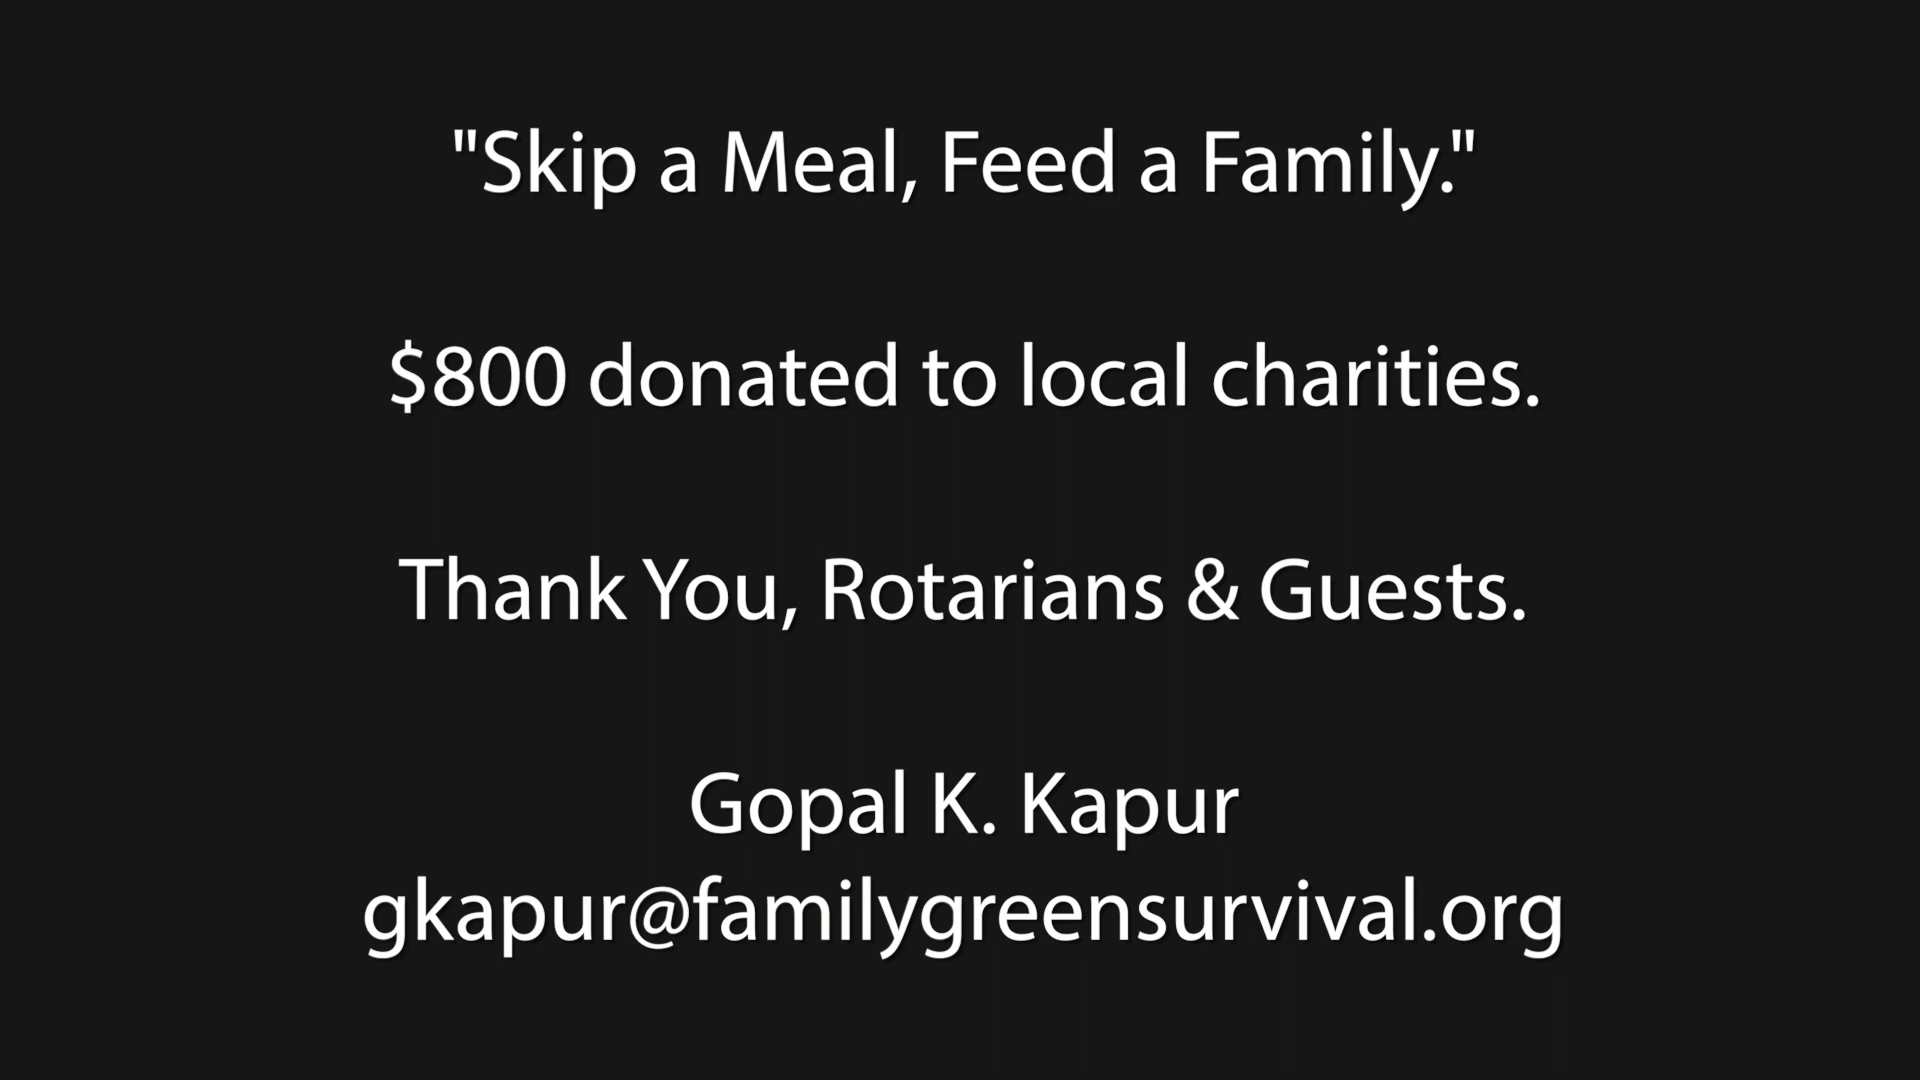 "Skip a Meal, Feed a Family."
$800 donated to local charities.
Thank You, Rotarians & Guests.
Gopal K. Kapur
gkapur@familygreensurvival.org